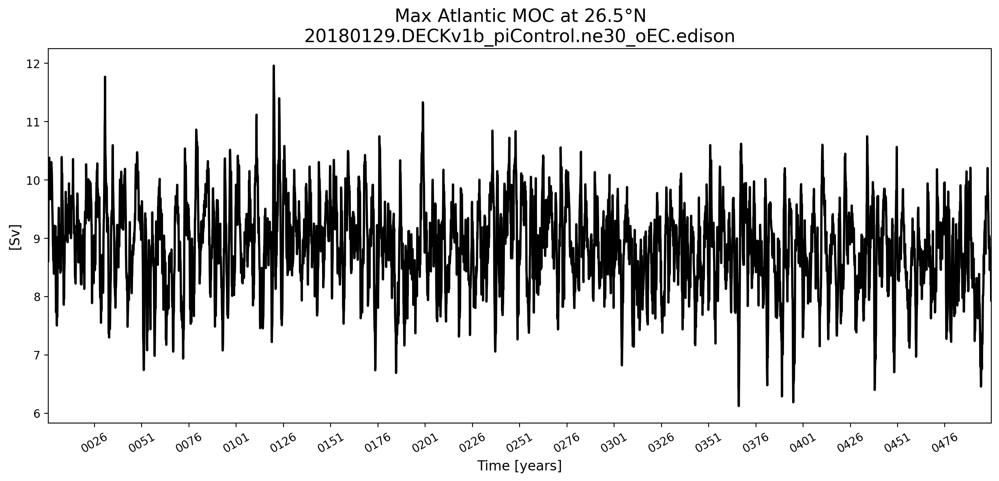 Max Atlantic MOC at 26.5°N
20180129.DECKv1b_piControl.ne30_oEC.edison
12
11
10
9
8
7
6
[Sv]
0026 0051 0076 0101 0126 0151 0176 0201 0226 0251 0276 0301 0326 0351 0376 0401 0426 0451 0476
Time [years]